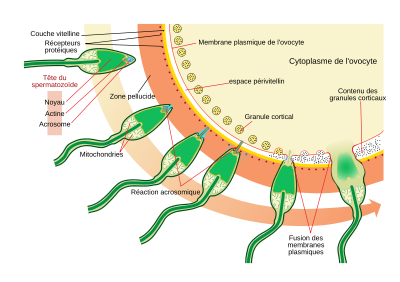 Couche vitelline
Récepteurs
protéiques
Membrane plasmique de l'ovocyte
Cytoplasme de l'ovocyte
Tête du
spermatozoïde
espace périvitellin
Contenu des
granules corticaux
Zone pellucide
Noyau
Actine
Acrosome
Granule cortical
Mitochondries
Réaction acrosomique
Fusion des
membranes
plasmiques